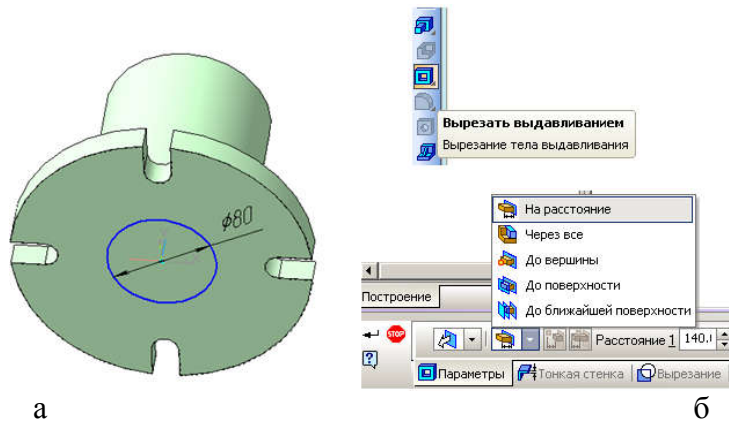 ϕ80
Вырезать выдавливанием
Вырезание тела выдавливания
На расстояние
Через все
До вершины
До поверхности
До ближайшей поверхности
Построение
STOP
Расстояние 1
Параметры Тонкая стенка Вырезание
а б